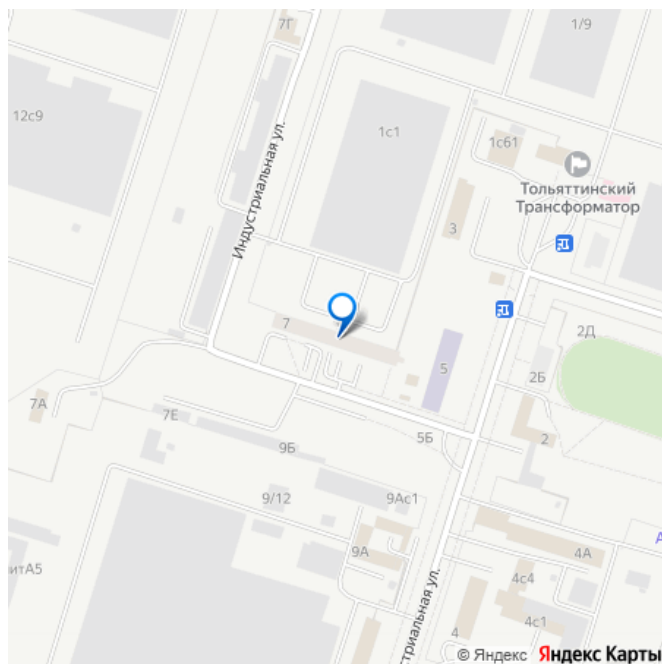 7Г
1/9
12с9
1с1
1с61
Индустриальная ул.
Тольяттинский
Трансформатор
3
7
2Д
5
2Б
7А
7Е
5Б
2
9Б
9/12
9Ас1
9А
4А
А
итА5
4с4
4с1
4
стриальная ул.
© Яндекс Яндекс Карты